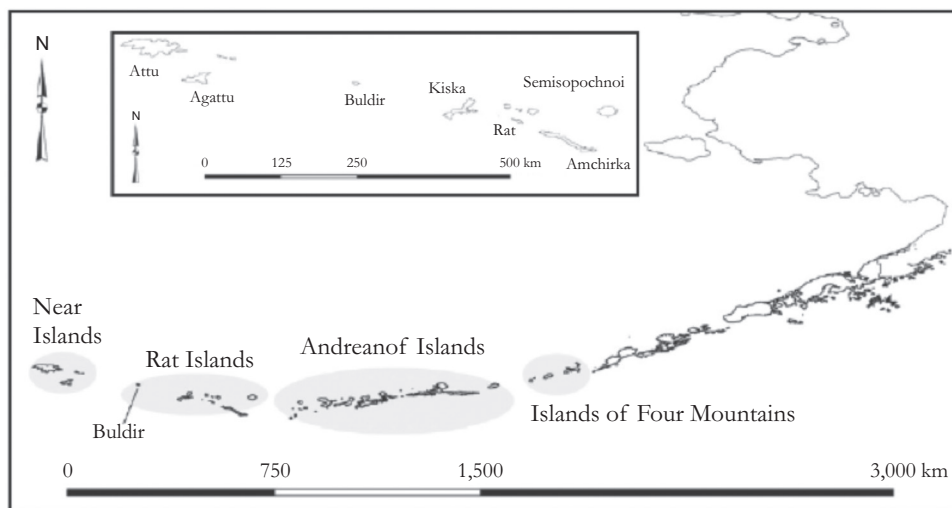 N
Attu
Agattu
Buldir
Kiska
Semisopochnoi
Rat
Amchirka
N
0 125 250 500 km
Near
Islands
Rat Islands
Andreanof Islands
Buldir
Islands of Four Mountains
0 750 1,500 3,000 km